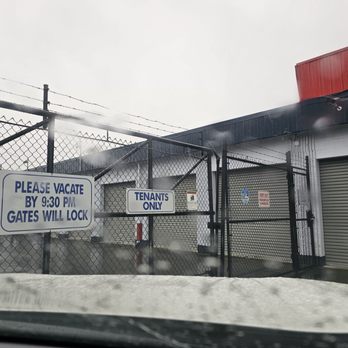 PLEASE VACATE
BY 9:30 PM
GATES WILL LOCK
TENANTS
ONLY